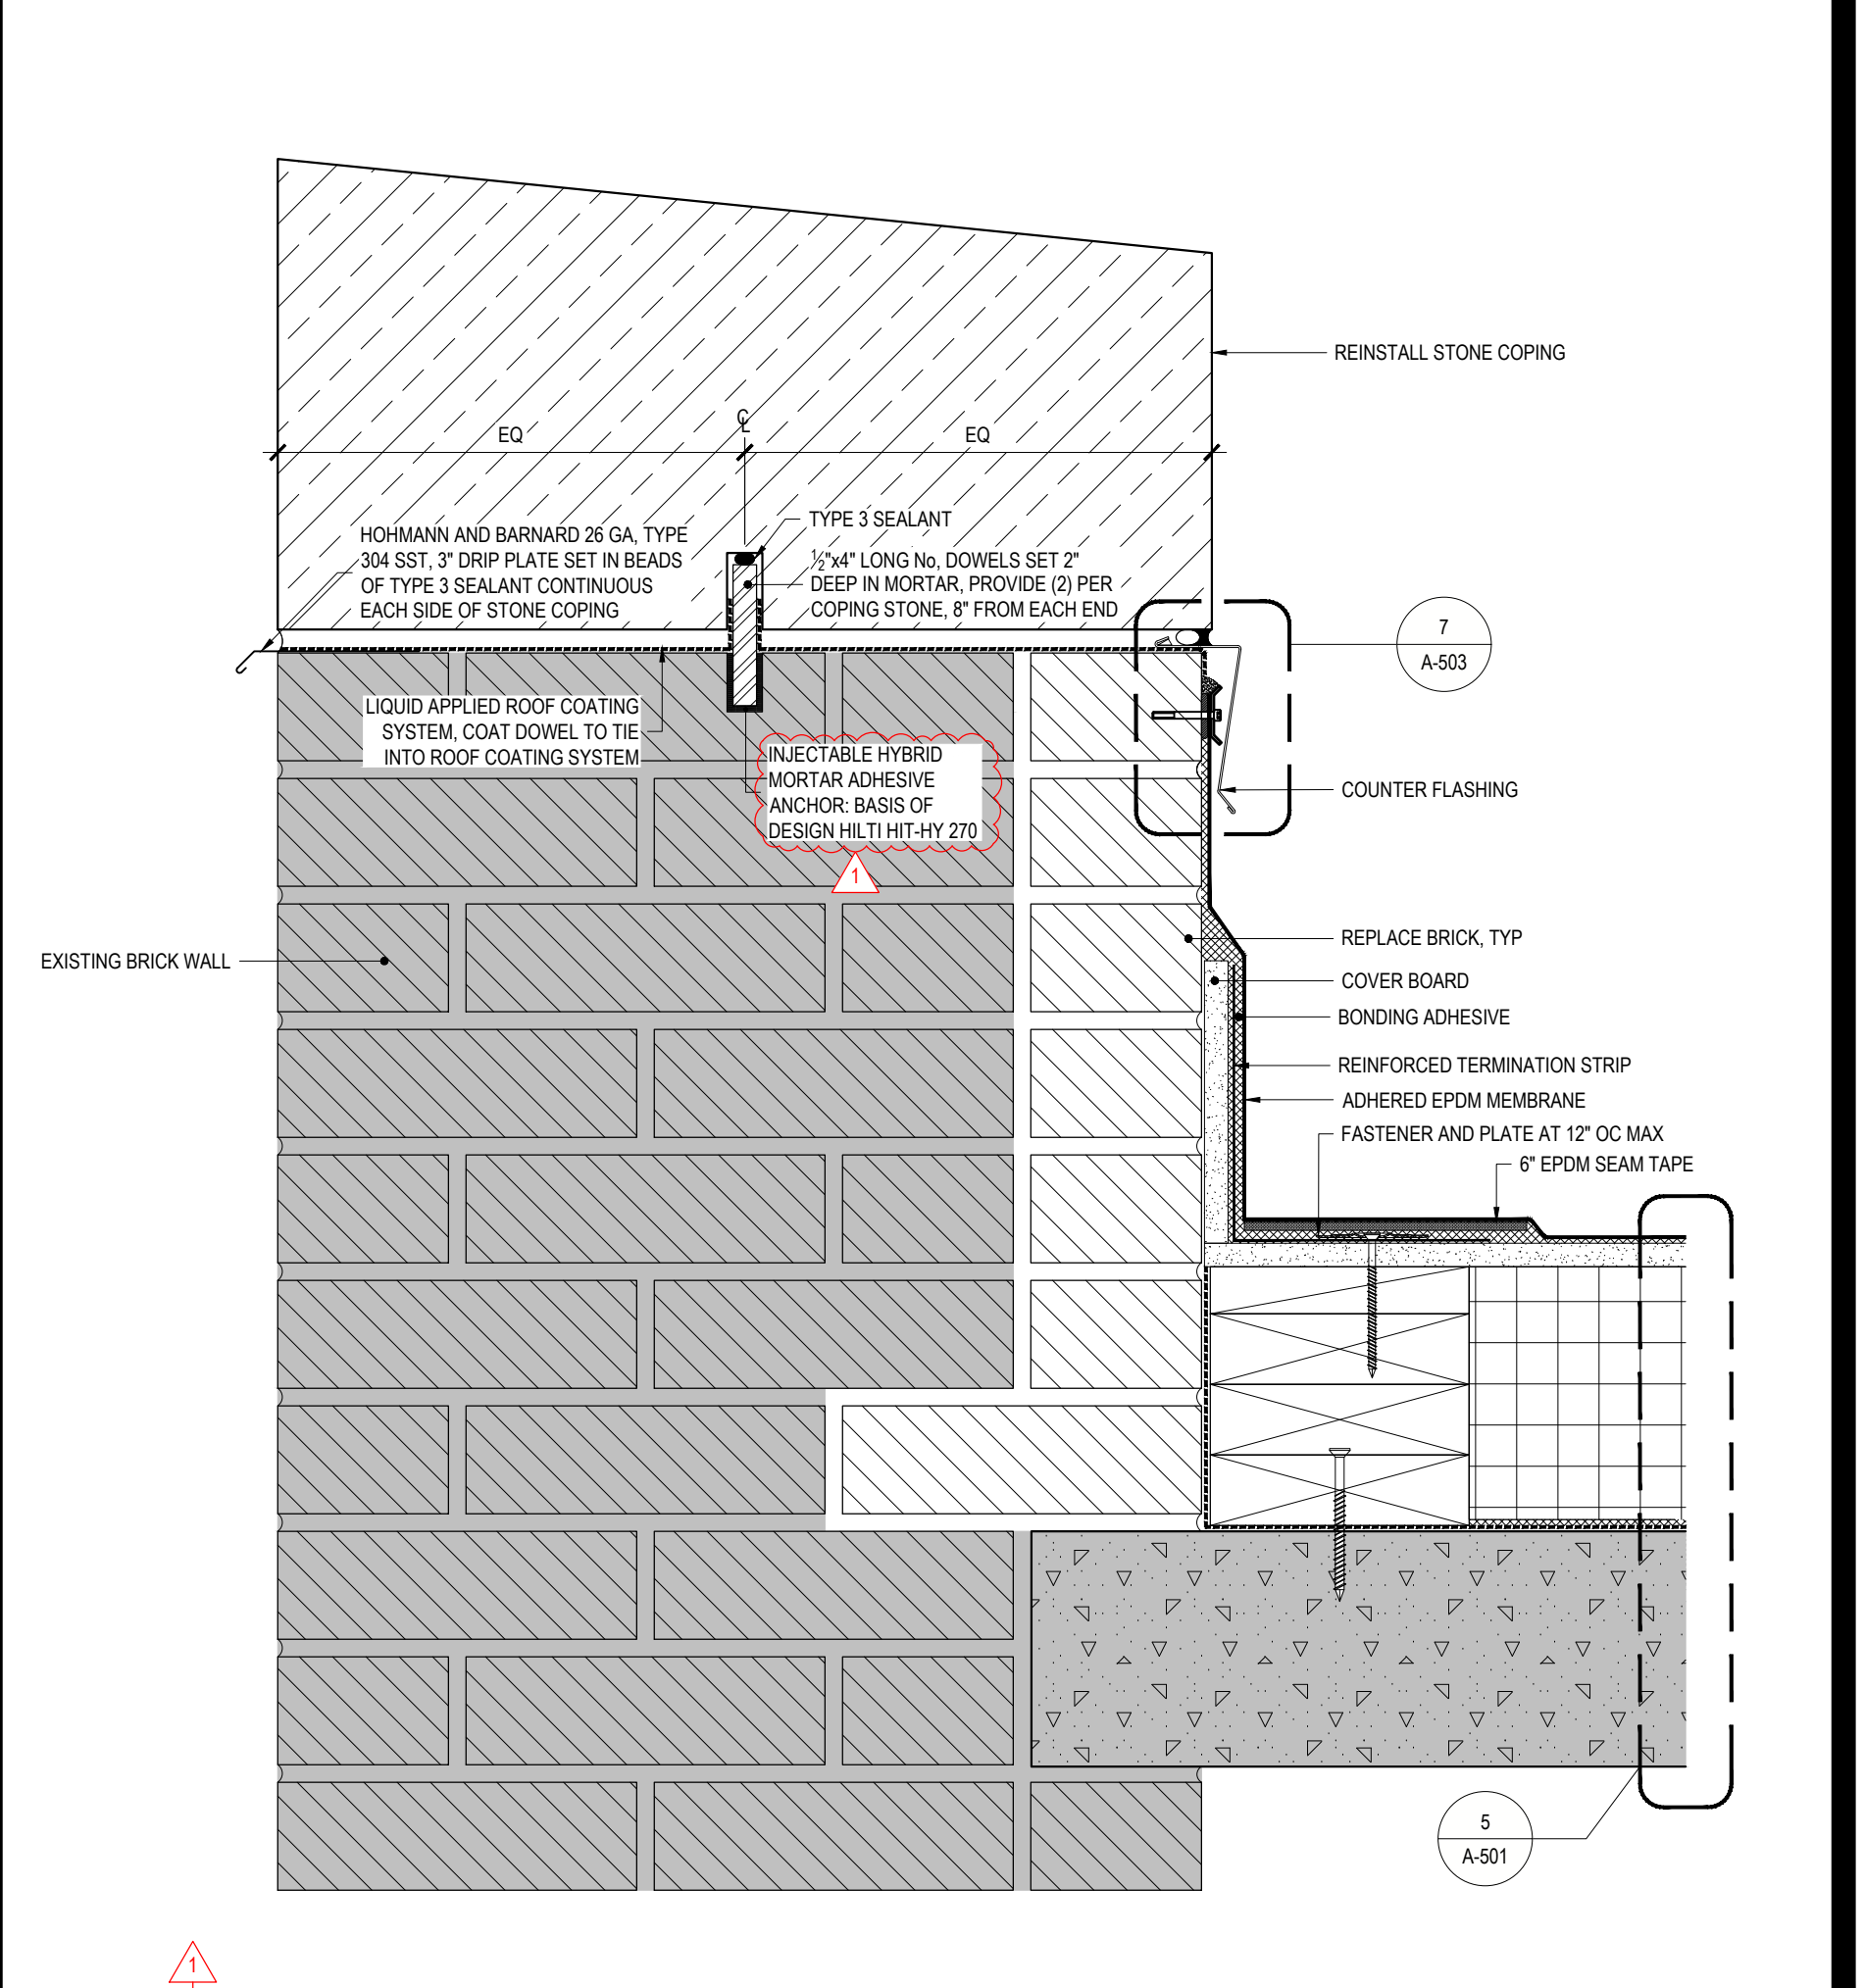 REINSTALL STONE COPING
EQ
CL
EQ
TYPE 3 SEALANT
HOHMANN AND BARNARD 26 GA, TYPE
304 SST, 3" DRIP PLATE SET IN BEADS
OF TYPE 3 SEALANT CONTINUOUS
EACH SIDE OF STONE COPING
½"x4" LONG No, DOWELS SET 2"
DEEP IN MORTAR, PROVIDE (2) PER
COPING STONE, 8" FROM EACH END
7
A-503
LIQUID APPLIED ROOF COATING
SYSTEM, COAT DOWEL TO TIE
INTO ROOF COATING SYSTEM
INJECTABLE HYBRID
MORTAR ADHESIVE
ANCHOR: BASIS OF
DESIGN HILTI HIT-HY 270
1
COUNTER FLASHING
EXISTING BRICK WALL
REPLACE BRICK, TYP
COVER BOARD
BONDING ADHESIVE
REINFORCED TERMINATION STRIP
ADHERED EPDM MEMBRANE
FASTENER AND PLATE AT 12" OC MAX
6" EPDM SEAM TAPE
5
A-501
1